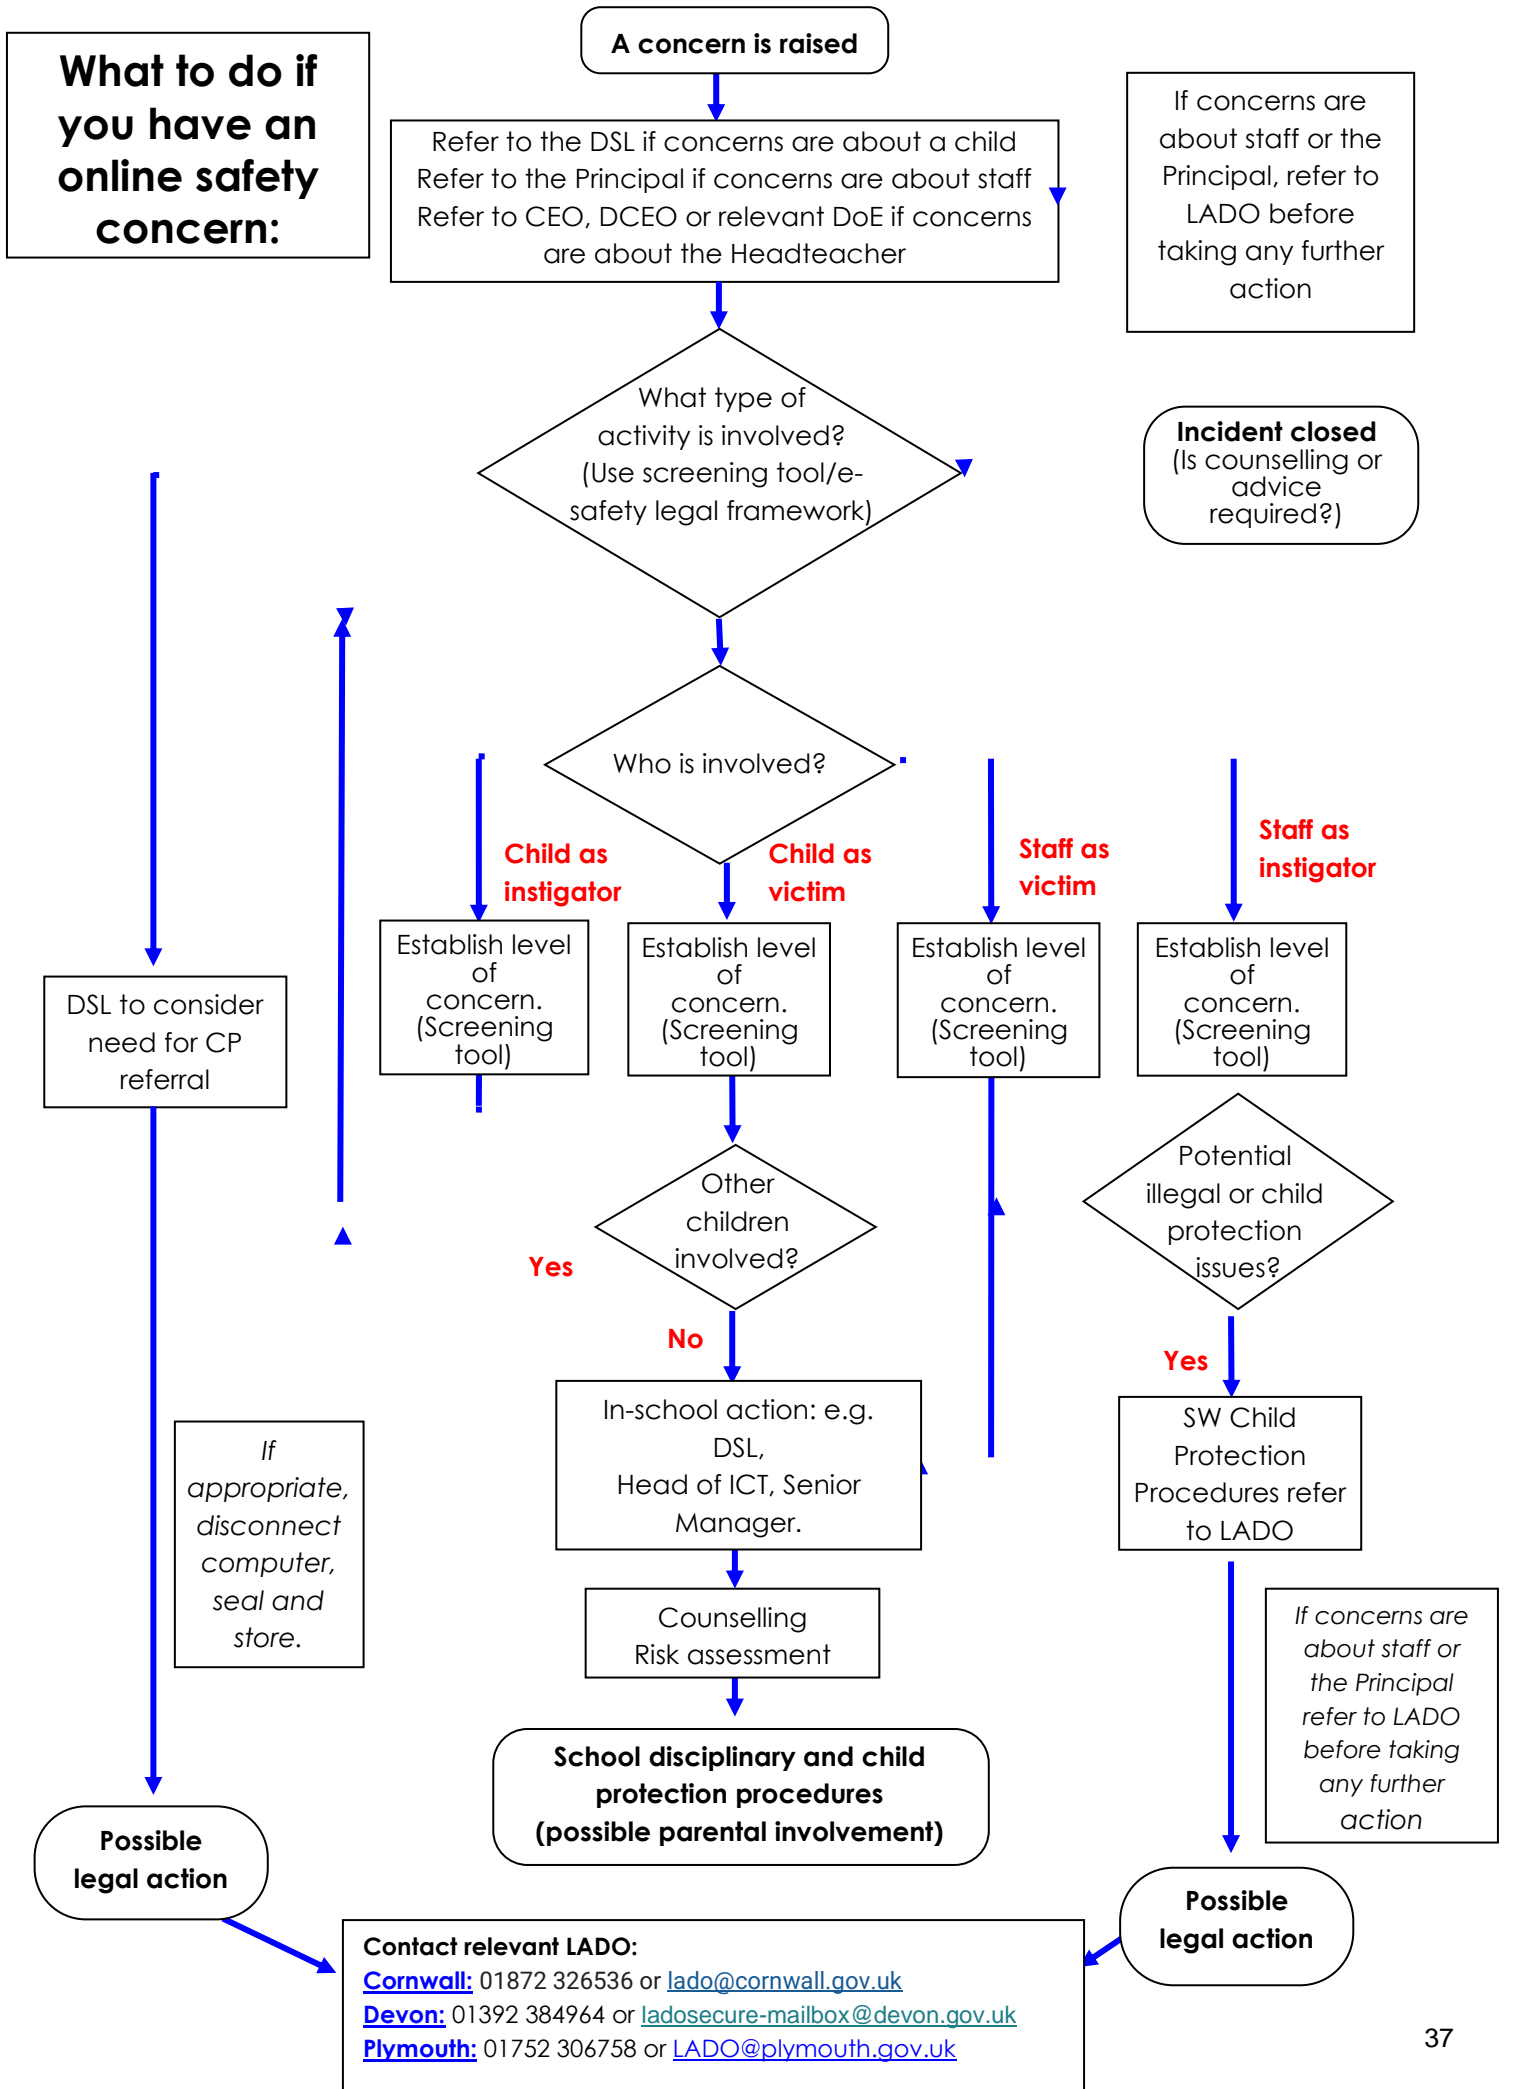 What to do if
you have an
online safety
concern:
A concern is raised
Refer to the DSL if concerns are about a child
Refer to the Principal if concerns are about staff
Refer to CEO, DCEO or relevant DoE if concerns
are about the Headteacher
If concerns are
about staff or the
Principal, refer to
LADO before
taking any further
action
What type of
activity is involved?
(Use screening tool/e-
safety legal framework)
Incident closed
(Is counselling or
advice
required?)
Who is involved?
Child as
instigator
Child as
victim
Staff as
victim
Staff as
instigator
Establish level
of
concern.
(Screening
tool)
Establish level
of
concern.
(Screening
tool)
Establish level
of
concern.
(Screening
tool)
Establish level
of
concern.
(Screening
tool)
DSL to consider
need for CP
referral
Other
children
involved?
Potential
illegal or child
protection
issues?
Yes
No
Yes
In-school action: e.g.
DSL,
Head of ICT, Senior
Manager.
SW Child
Protection
Procedures refer
to LADO
If
appropriate,
disconnect
computer,
seal and
store.
Counselling
Risk assessment
If concerns are
about staff or
the Principal
refer to LADO
before taking
any further
action
School disciplinary and child
protection procedures
(possible parental involvement)
Possible
legal action
Possible
legal action
Contact relevant LADO:
Cornwall: 01872 326536 or lado@cornwall.gov.uk
Devon: 01392 384964 or ladosecure-mailbox@devon.gov.uk
Plymouth: 01752 306758 or LADO@plymouth.gov.uk
37